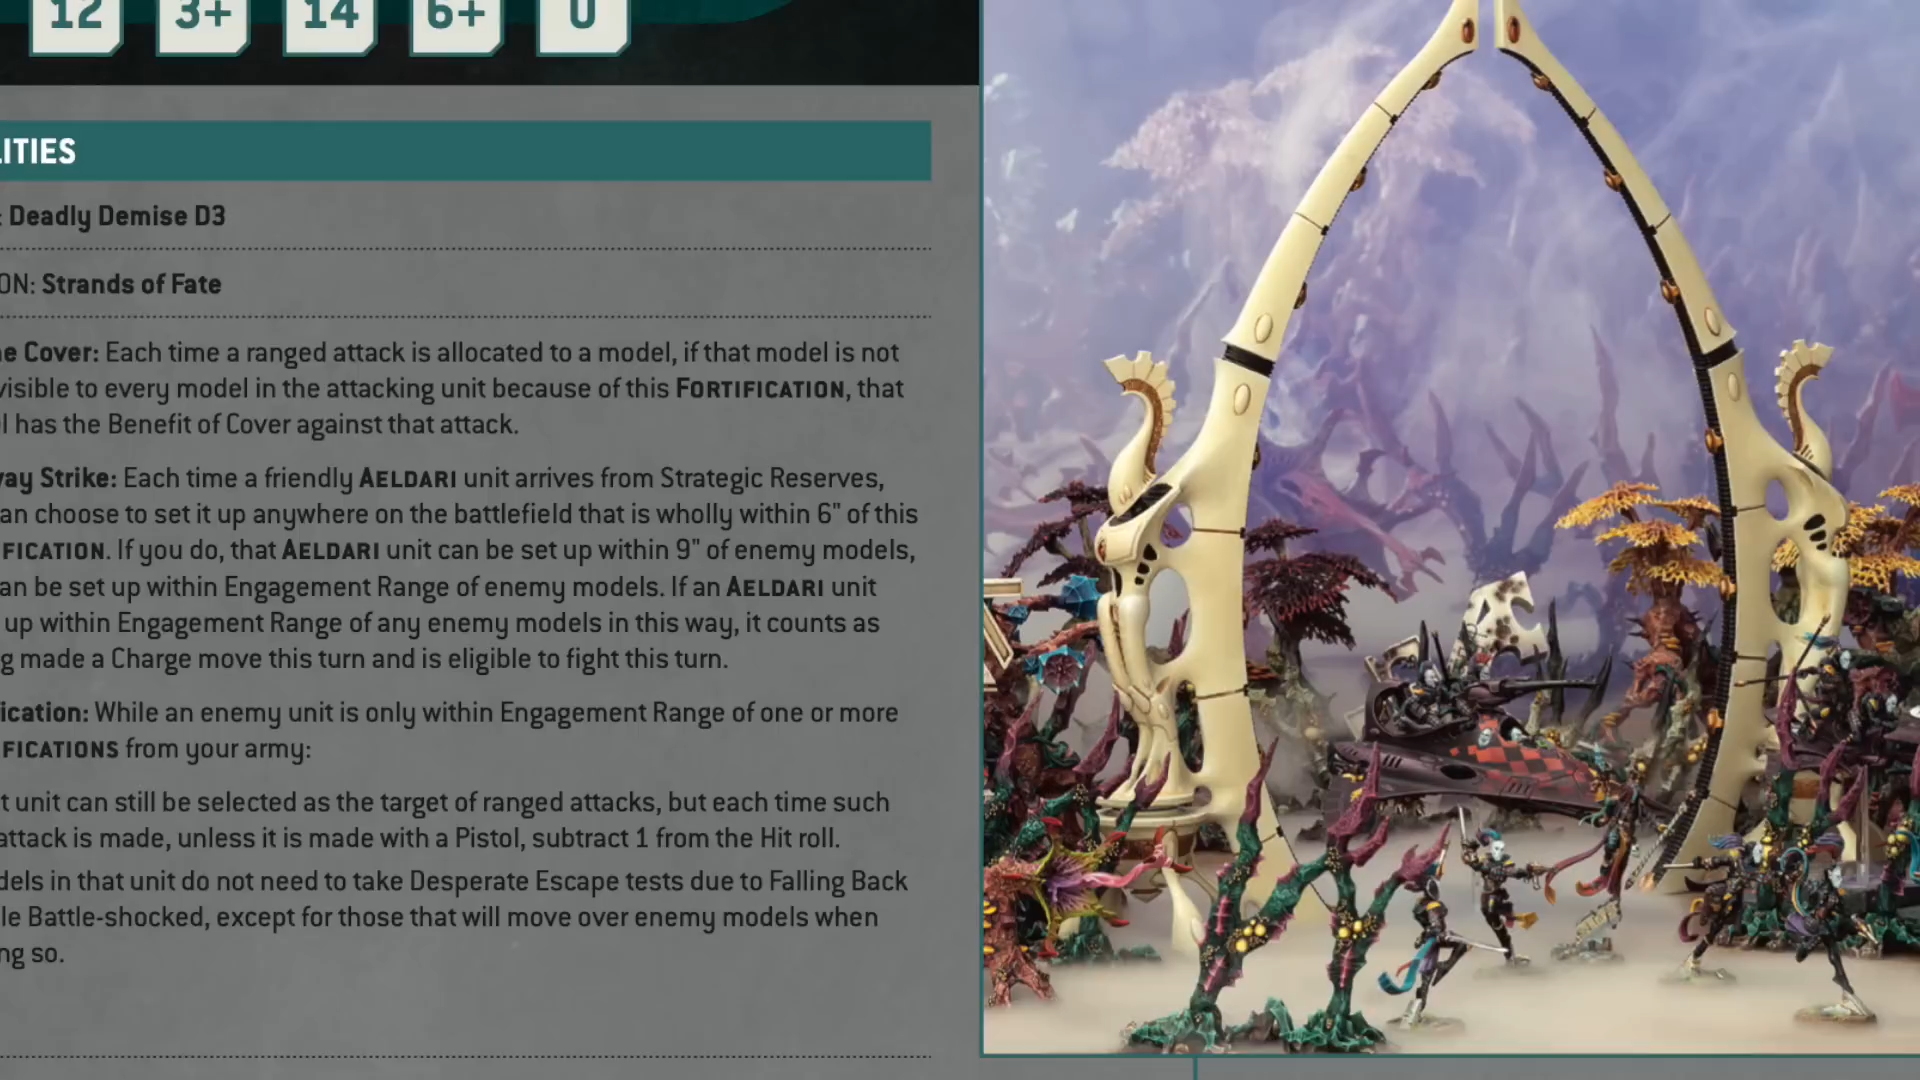 12 3+ 14 6+ 0
LITIES
: Deadly Demise D3
ON: Strands of Fate
e Cover: Each time a ranged attack is allocated to a model, if that model is not
visible to every model in the attacking unit because of this FORTIFICATION, that
l has the Benefit of Cover against that attack.
ay Strike: Each time a friendly AELDARI unit arrives from Strategic Reserves,
an choose to set it up anywhere on the battlefield that is wholly within 6" of this
FICATION. If you do, that AELDARI unit can be set up within 9" of enemy models,
an be set up within Engagement Range of enemy models. If an AELDARI unit
up within Engagement Range of any enemy models in this way, it counts as
g made a Charge move this turn and is eligible to fight this turn.
ication: While an enemy unit is only within Engagement Range of one or more
FICATIONS from your army:
t unit can still be selected as the target of ranged attacks, but each time such
attack is made, unless it is made with a Pistol, subtract 1 from the Hit roll.
dels in that unit do not need to take Desperate Escape tests due to Falling Back
le Battle-shocked, except for those that will move over enemy models when
ng so.